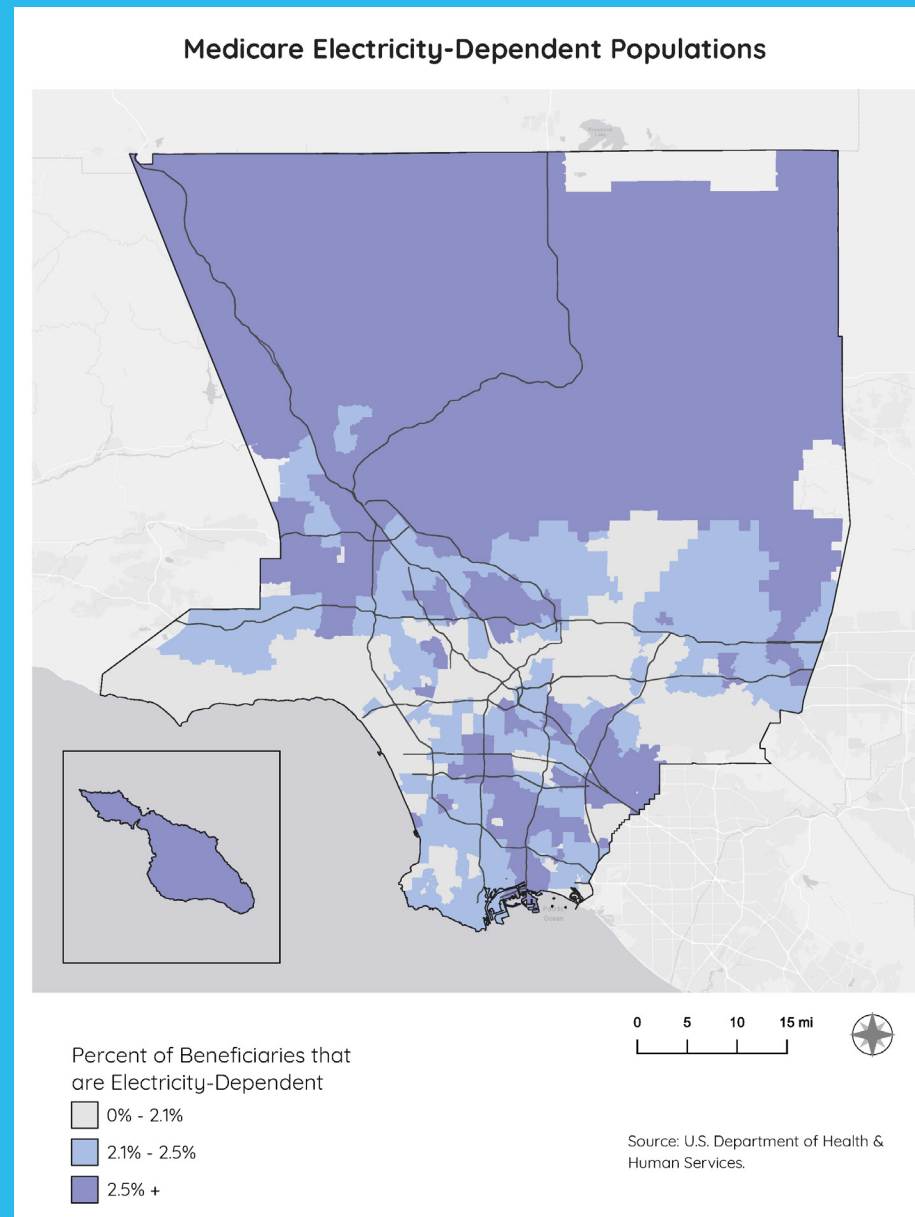 Medicare Electricity-Dependent Populations
Ocean
0 5 10 15 mi
Percent of Beneficiaries that
are Electricity-Dependent
0% - 2.1%
2.1% - 2.5%
2.5% +
Source: U.S. Department of Health &
Human Services.